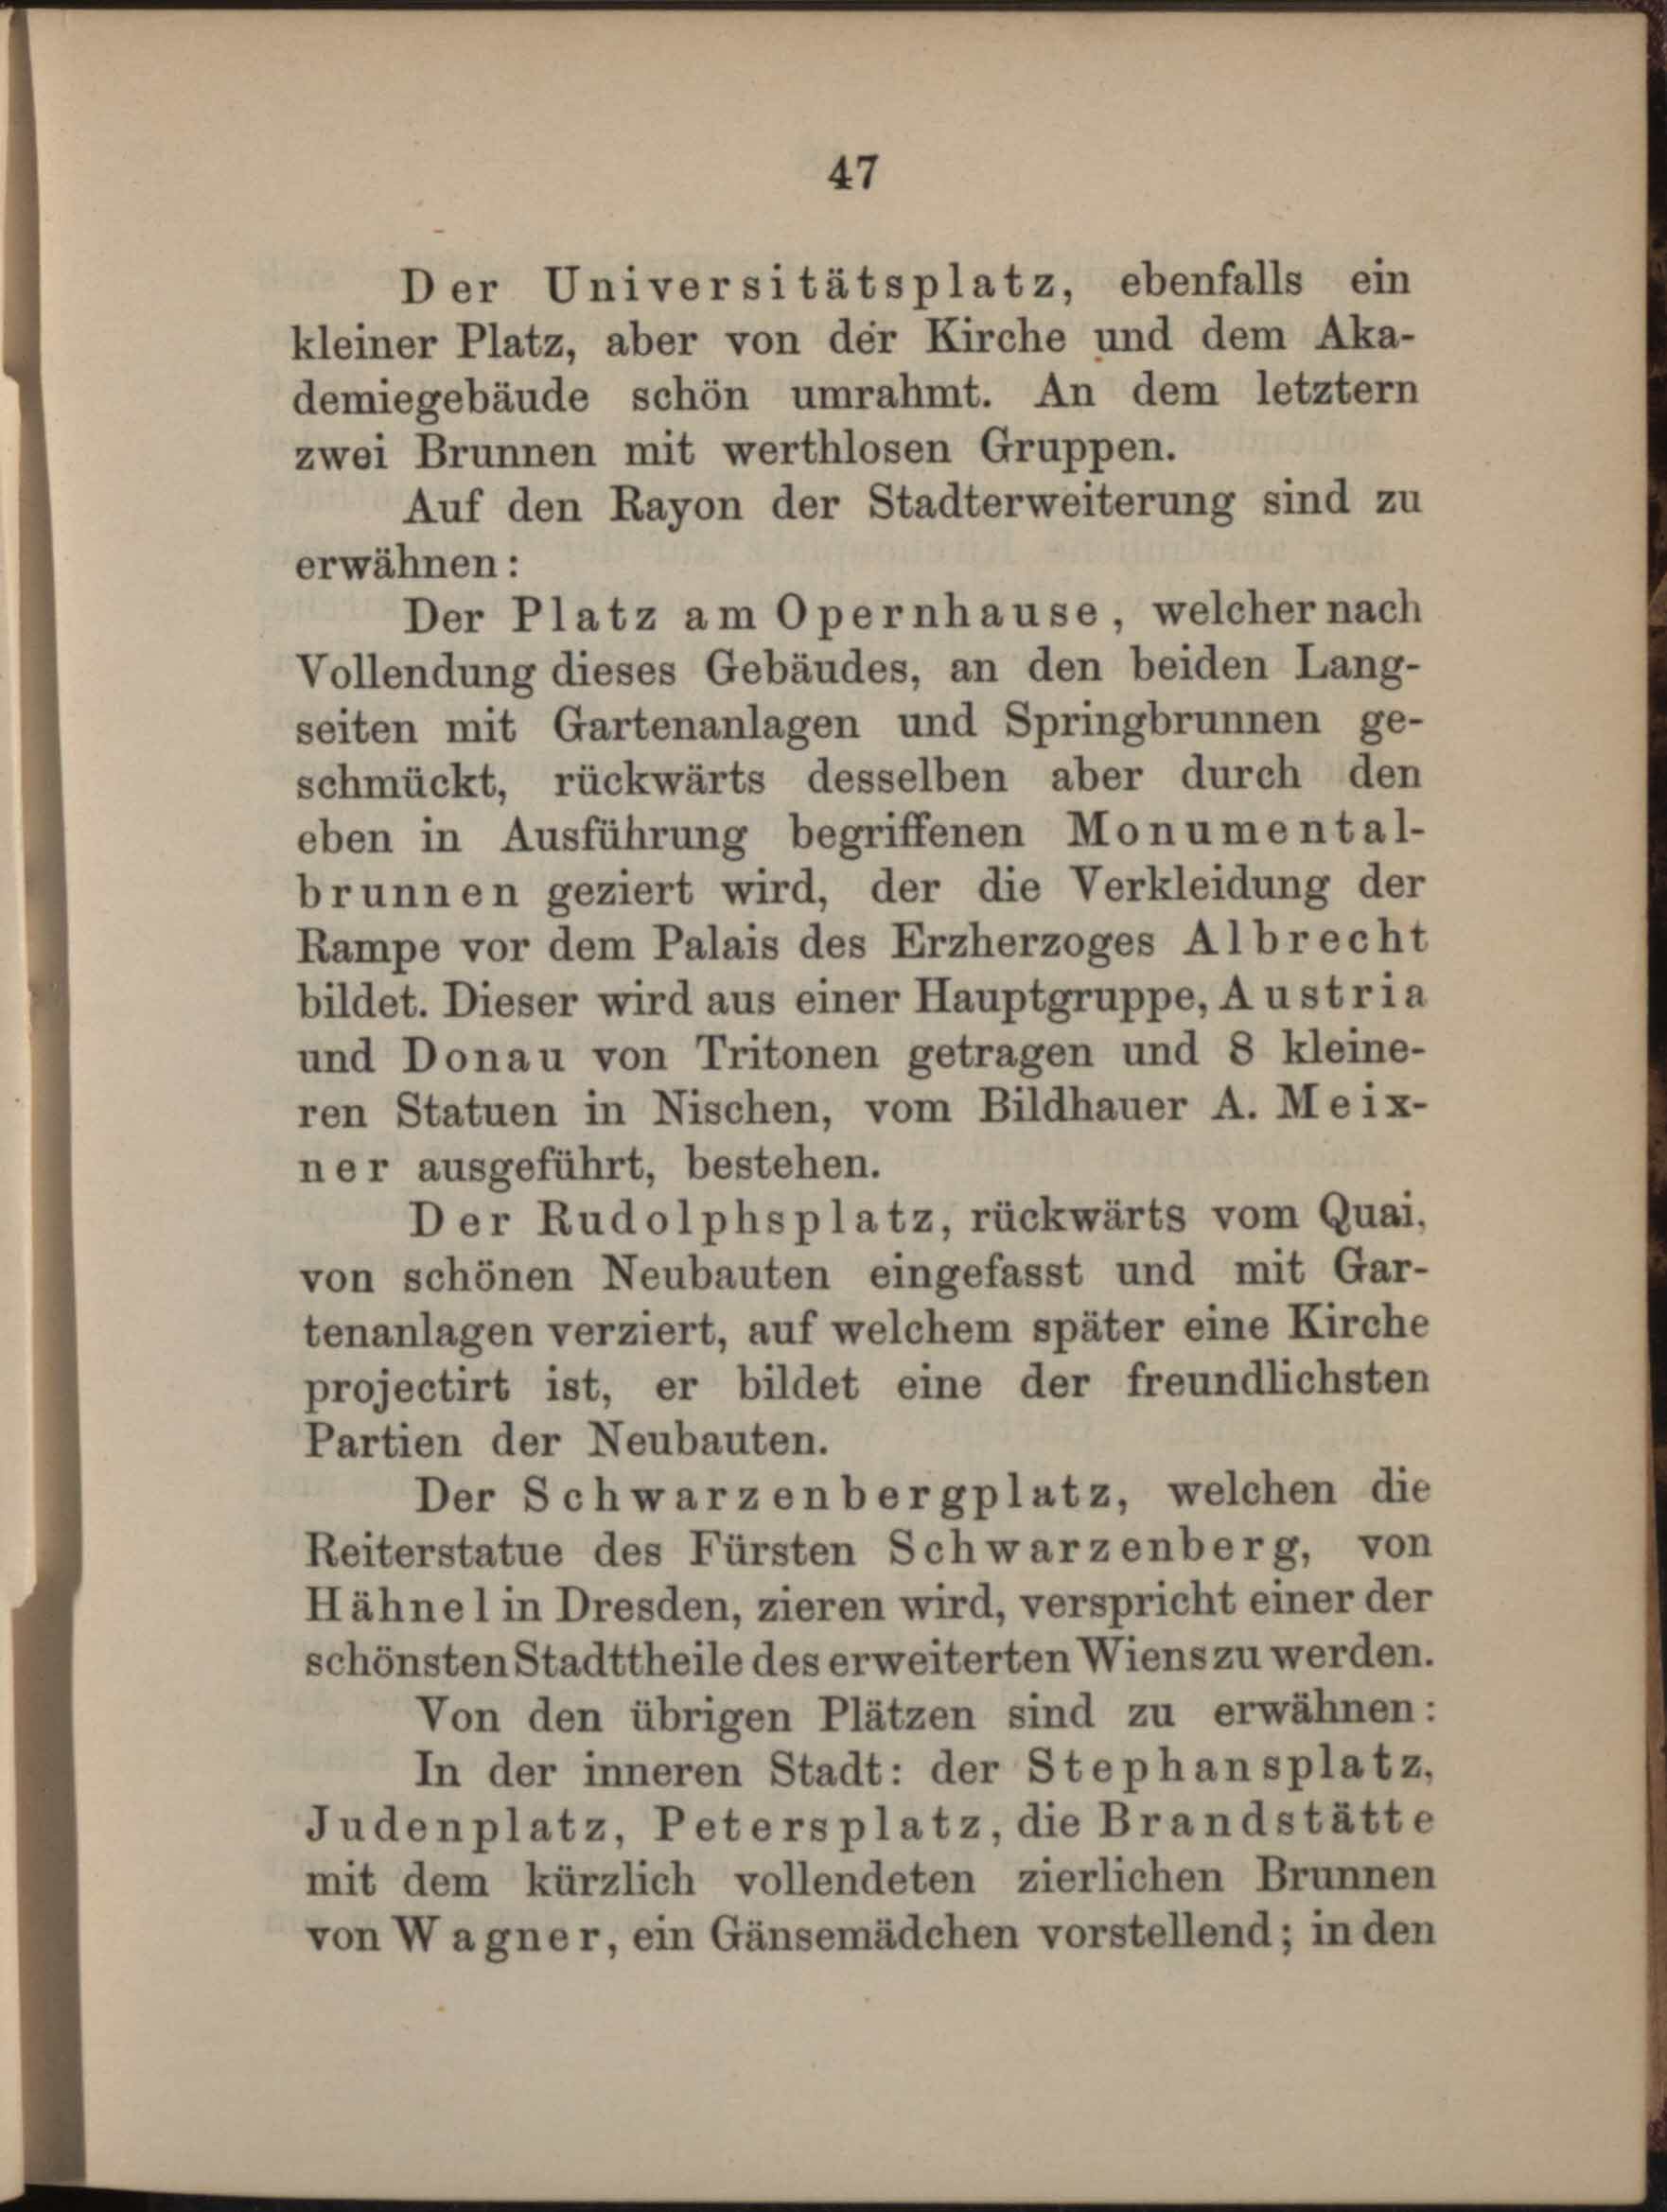 47
Der Universitätsplatz, ebenfalls ein
kleiner Platz, aber von der Kirche und dem Aka-
demiegebäude schön umrahmt. An dem letztern
zwei Brunnen mit werthlosen Gruppen.
Auf den Rayon der Stadterweiterung sind zu
erwähnen:
Der Platz am Opernhause, welcher nach
Vollendung dieses Gebäudes, an den beiden Lang-
seiten mit Gartenanlagen und Springbrunnen ge-
schmückt, rückwärts desselben aber durch den
eben in Ausführung begriffenen Monumental-
brunnen geziert wird, der die Verkleidung der
Rampe vor dem Palais des Erzherzoges Albrecht
bildet. Dieser wird aus einer Hauptgruppe, Austria
und Donau von Tritonen getragen und 8 kleine-
ren Statuen in Nischen, vom Bildhauer A. Meix-
ner ausgeführt, bestehen.
Der Rudolphsplatz, rückwärts vom Quai,
von schönen Neubauten eingefasst und mit Gar-
tenanlagen verziert, auf welchem später eine Kirche
projectirt ist, er bildet eine der freundlichsten
Partien der Neubauten.
Der Schwarzenbergplatz, welchen die
Reiterstatue des Fürsten Schwarzenberg, von
Hähnel in Dresden, zieren wird, verspricht einer der
schönsten Stadttheile des erweiterten Wiens zu werden.
Von den übrigen Plätzen sind zu erwähnen:
In der inneren Stadt: der Stephansplatz,
Judenplatz, Petersplatz, die Brandstätte
mit dem kürzlich vollendeten zierlichen Brunnen
von Wagner, ein Gänsemädchen vorstellend; in den